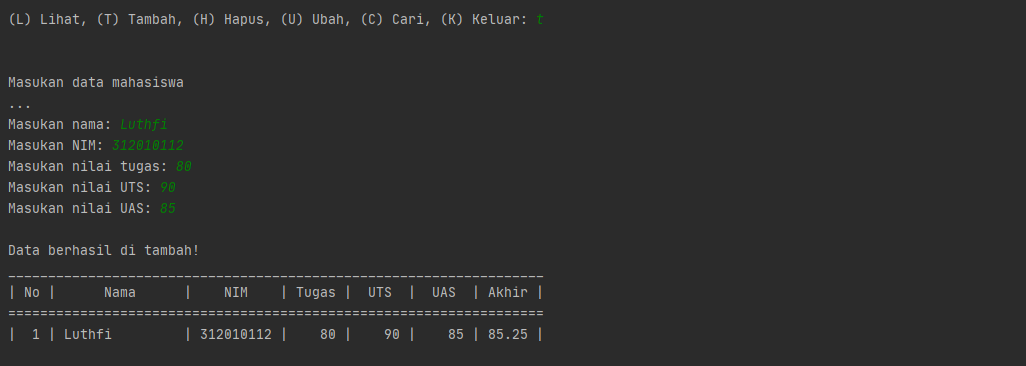 (L) Lihat, (T) Tambah, (H) Hapus, (U) Ubah, (C) Cari, (K) Keluar: t
Masukan data mahasiswa
...
Masukan nama: Luthfi
Masukan NIM: 312010112
Masukan nilai tugas: 80
Masukan nilai UTS: 90
Masukan nilai UAS: 85
Data berhasil di tambah!
___________________________________________________________________
| No |      Nama      |    NIM    | Tugas |  UTS  |  UAS  | Akhir |
===================================================================
|  1 | Luthfi         | 312010112 |    80 |    90 |    85 | 85.25 |